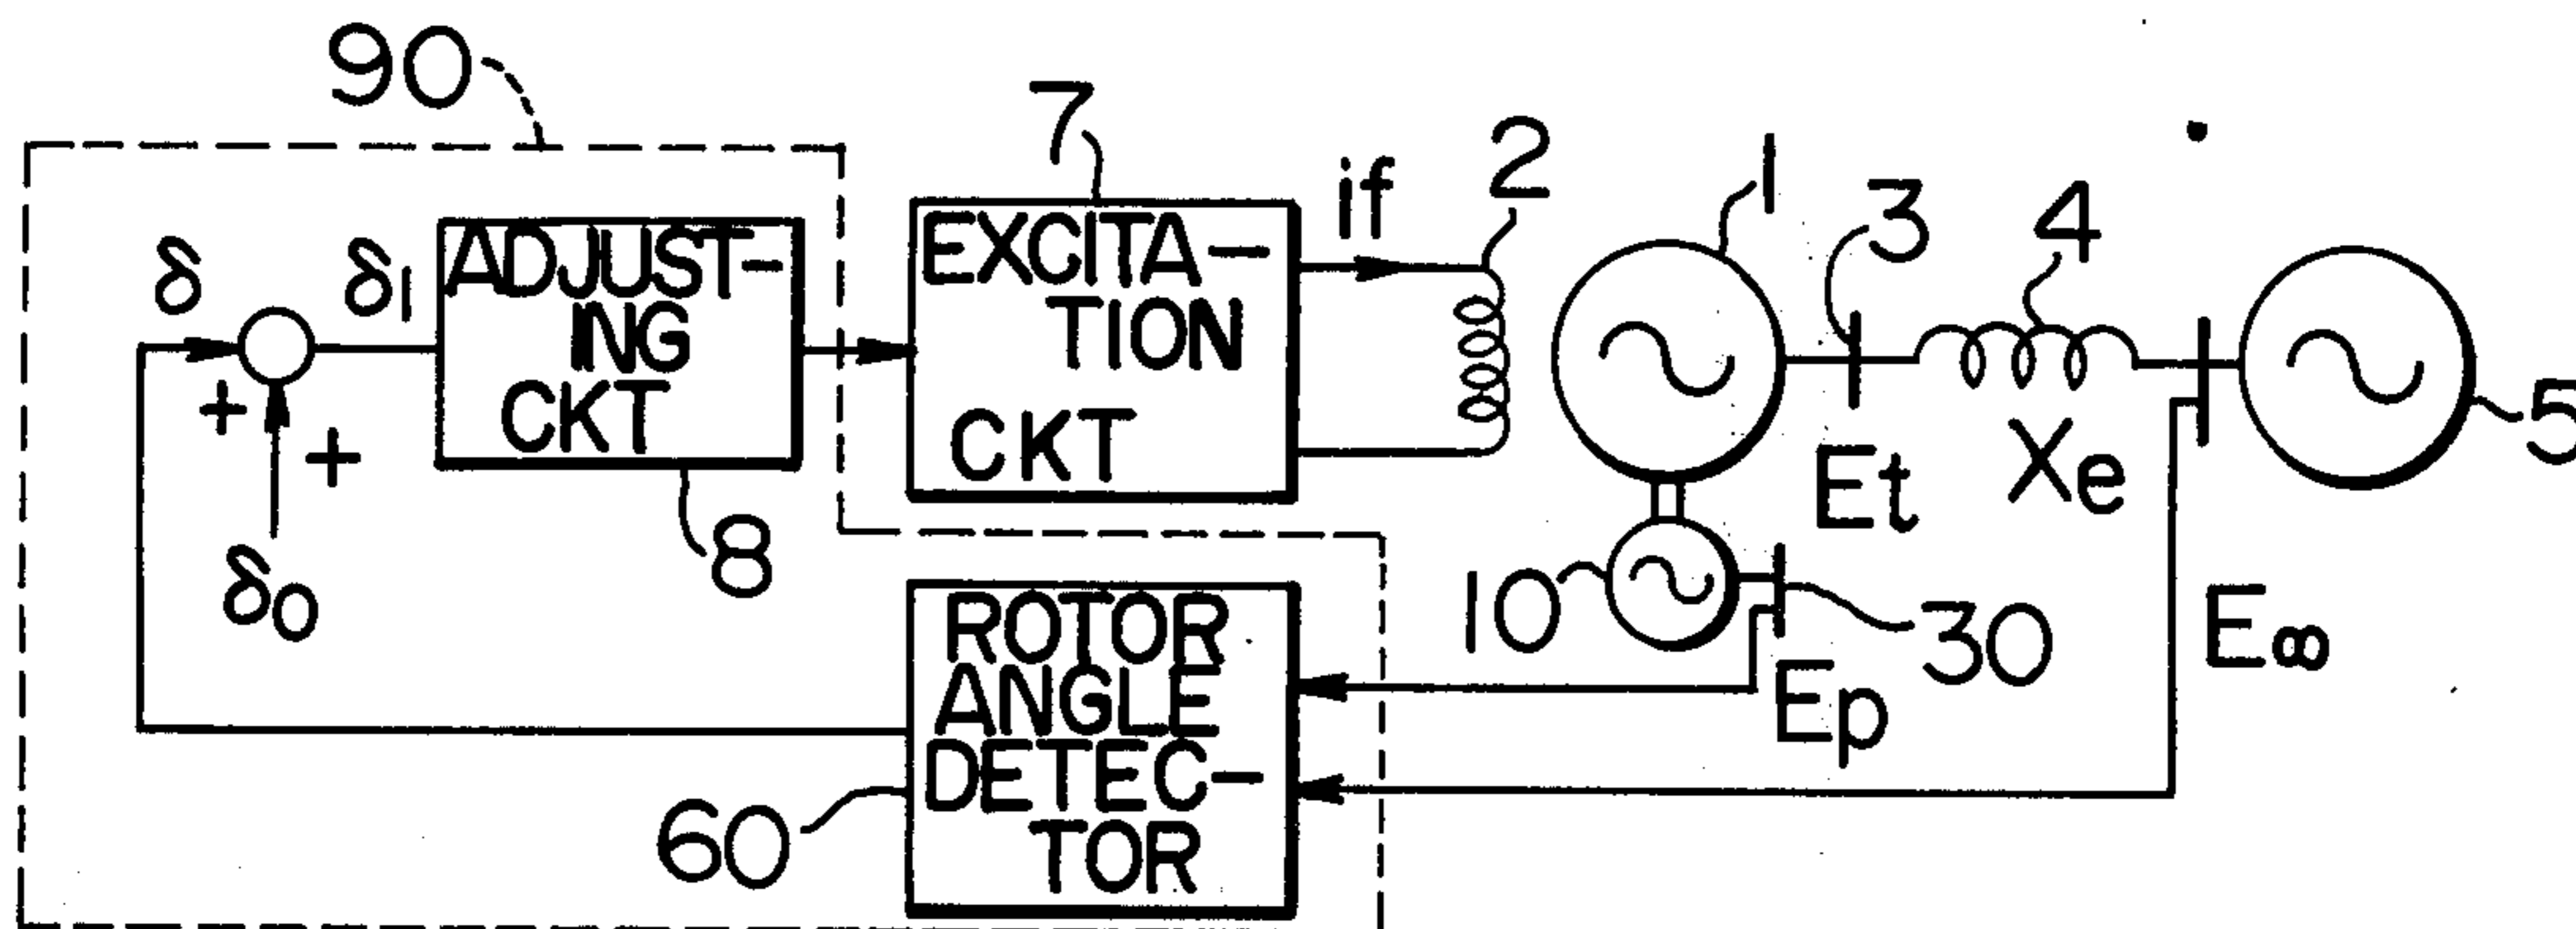 90
7
2
1
3
4
5
if
δ
δ1
+
+
δ0
ADJUST-
ING
CKT
8
EXCITA-
TION
CKT
Et
Xe
10
30
Ep
E∞
ROTOR
ANGLE
DETEC-
TOR
60